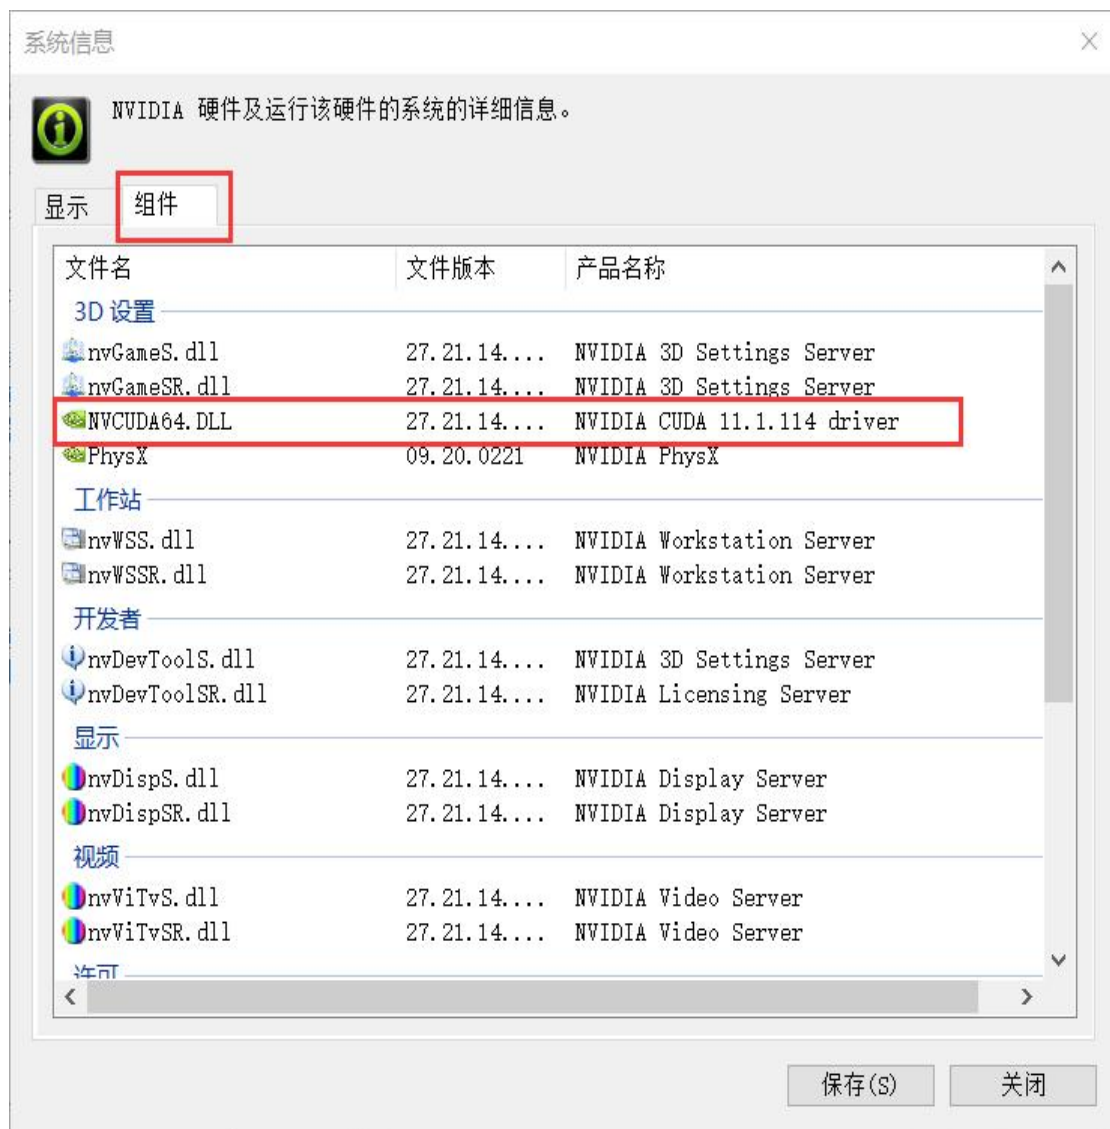 系统信息
NVIDIA 硬件及运行该硬件的系统的详细信息。
显示 组件
文件名 文件版本 产品名称
3D 设置
nvGameS.dll 27.21.14.... NVIDIA 3D Settings Server
nvGameSR.dll 27.21.14.... NVIDIA 3D Settings Server
NVCUDA64.DLL 27.21.14.... NVIDIA CUDA 11.1.114 driver
PhysX 09.20.0221 NVIDIA PhysX
工作站
nvWSS.dll 27.21.14.... NVIDIA Workstation Server
nvWSSR.dll 27.21.14.... NVIDIA Workstation Server
开发者
nvDevToolS.dll 27.21.14.... NVIDIA 3D Settings Server
nvDevToolSR.dll 27.21.14.... NVIDIA Licensing Server
显示
nvDispS.dll 27.21.14.... NVIDIA Display Server
nvDispSR.dll 27.21.14.... NVIDIA Display Server
视频
nvViTvS.dll 27.21.14.... NVIDIA Video Server
nvViTvSR.dll 27.21.14.... NVIDIA Video Server
许可
保存(S) 关闭